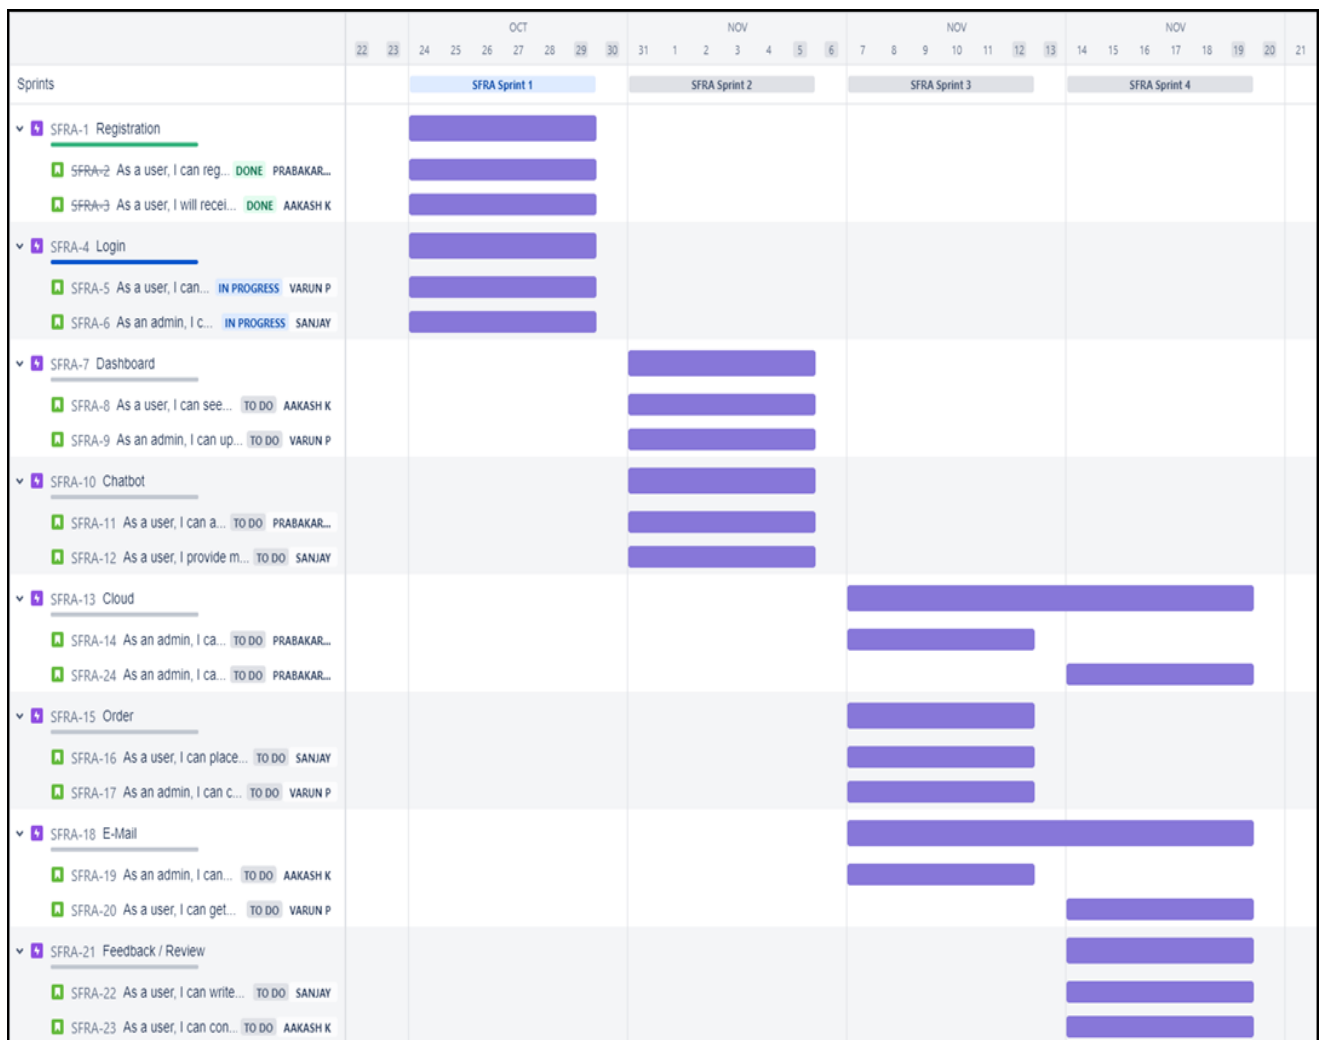 OCT NOV NOV NOV
22 23 24 25 26 27 28 29 30 31 1 2 3 4 5 6 7 8 9 10 11 12 13 14 15 16 17 18 19 20 21
Sprints SFRA Sprint 1 SFRA Sprint 2 SFRA Sprint 3 SFRA Sprint 4
SFRA-1 Registration
SFRA-2 As a user, I can reg... DONE PRABAKAR...
SFRA-3 As a user, I will recei... DONE AAKASH K
SFRA-4 Login
SFRA-5 As a user, I can... IN PROGRESS VARUN P
SFRA-6 As an admin, I c... IN PROGRESS SANJAY
SFRA-7 Dashboard
SFRA-8 As a user, I can see... TO DO AAKASH K
SFRA-9 As an admin, I can up... TO DO VARUN P
SFRA-10 Chatbot
SFRA-11 As a user, I can a... TO DO PRABAKAR...
SFRA-12 As a user, I provide m... TO DO SANJAY
SFRA-13 Cloud
SFRA-14 As an admin, I ca... TO DO PRABAKAR...
SFRA-24 As an admin, I ca... TO DO PRABAKAR...
SFRA-15 Order
SFRA-16 As a user, I can place... TO DO SANJAY
SFRA-17 As an admin, I can c... TO DO VARUN P
SFRA-18 E-Mail
SFRA-19 As an admin, I can... TO DO AAKASH K
SFRA-20 As a user, I can get... TO DO VARUN P
SFRA-21 Feedback / Review
SFRA-22 As a user, I can write... TO DO SANJAY
SFRA-23 As a user, I can con... TO DO AAKASH K